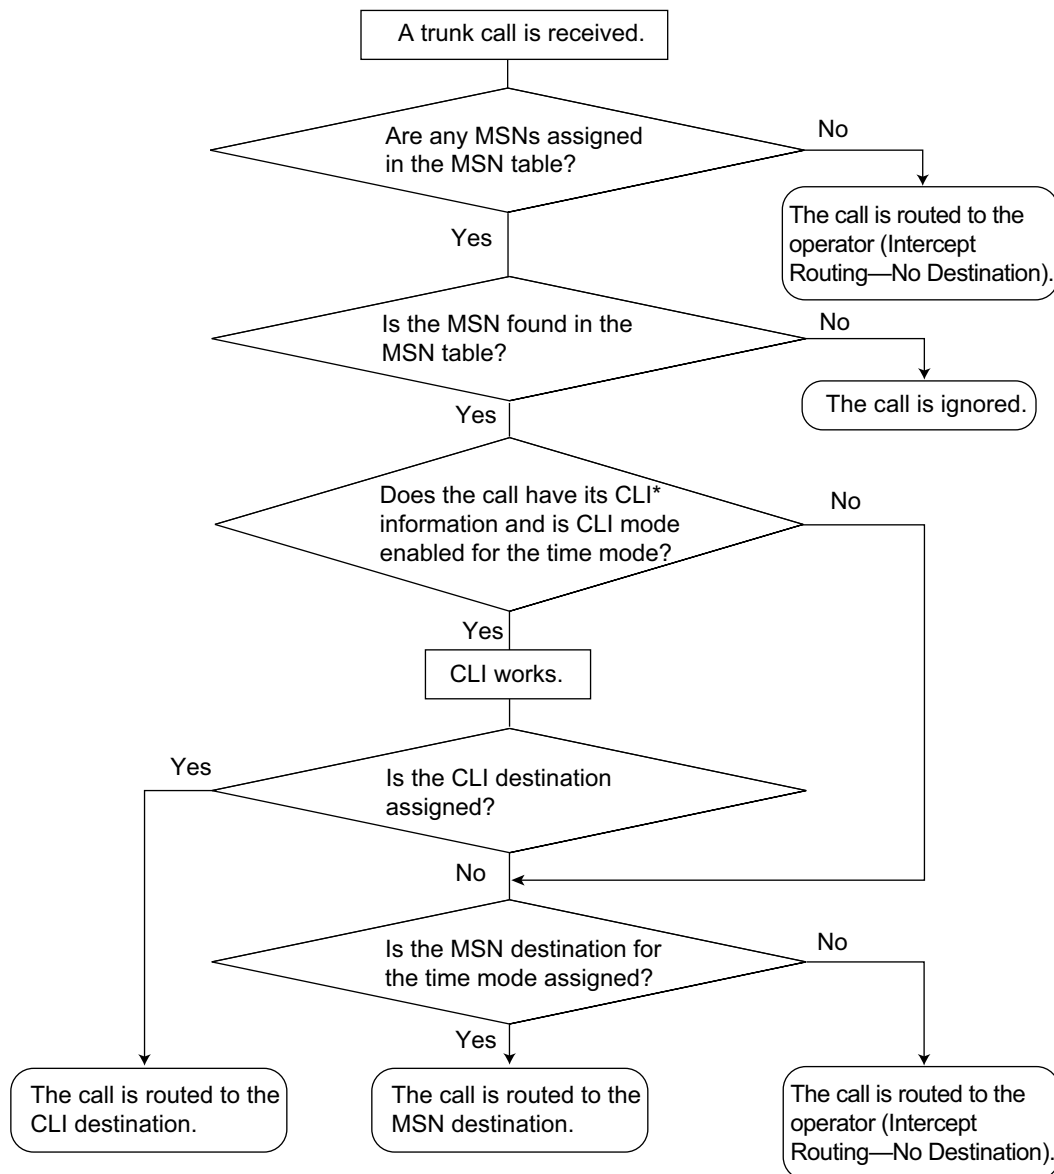 A trunk call is received.
Are any MSNs assigned
in the MSN table?
No
The call is routed to the
operator (Intercept
Routing—No Destination).
Yes
Is the MSN found in the
MSN table?
No
The call is ignored.
Yes
Does the call have its CLI*
information and is CLI mode
enabled for the time mode?
No
Yes
CLI works.
Yes
Is the CLI destination
assigned?
No
Is the MSN destination for
the time mode assigned?
No
Yes
The call is routed to the
CLI destination.
The call is routed to the
MSN destination.
The call is routed to the
operator (Intercept
Routing—No Destination).